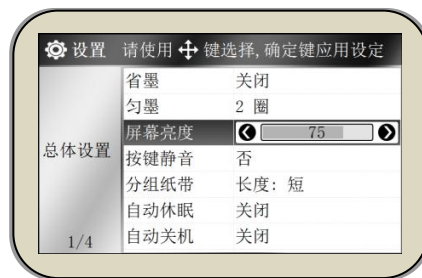 设置 请使用 键选择,确定键应用设定
省墨 关闭
匀墨 2 圈
屏幕亮度 75
总体设置
按键静音 否
分组纸带 长度: 短
自动休眠 关闭
自动关机 关闭
1/4